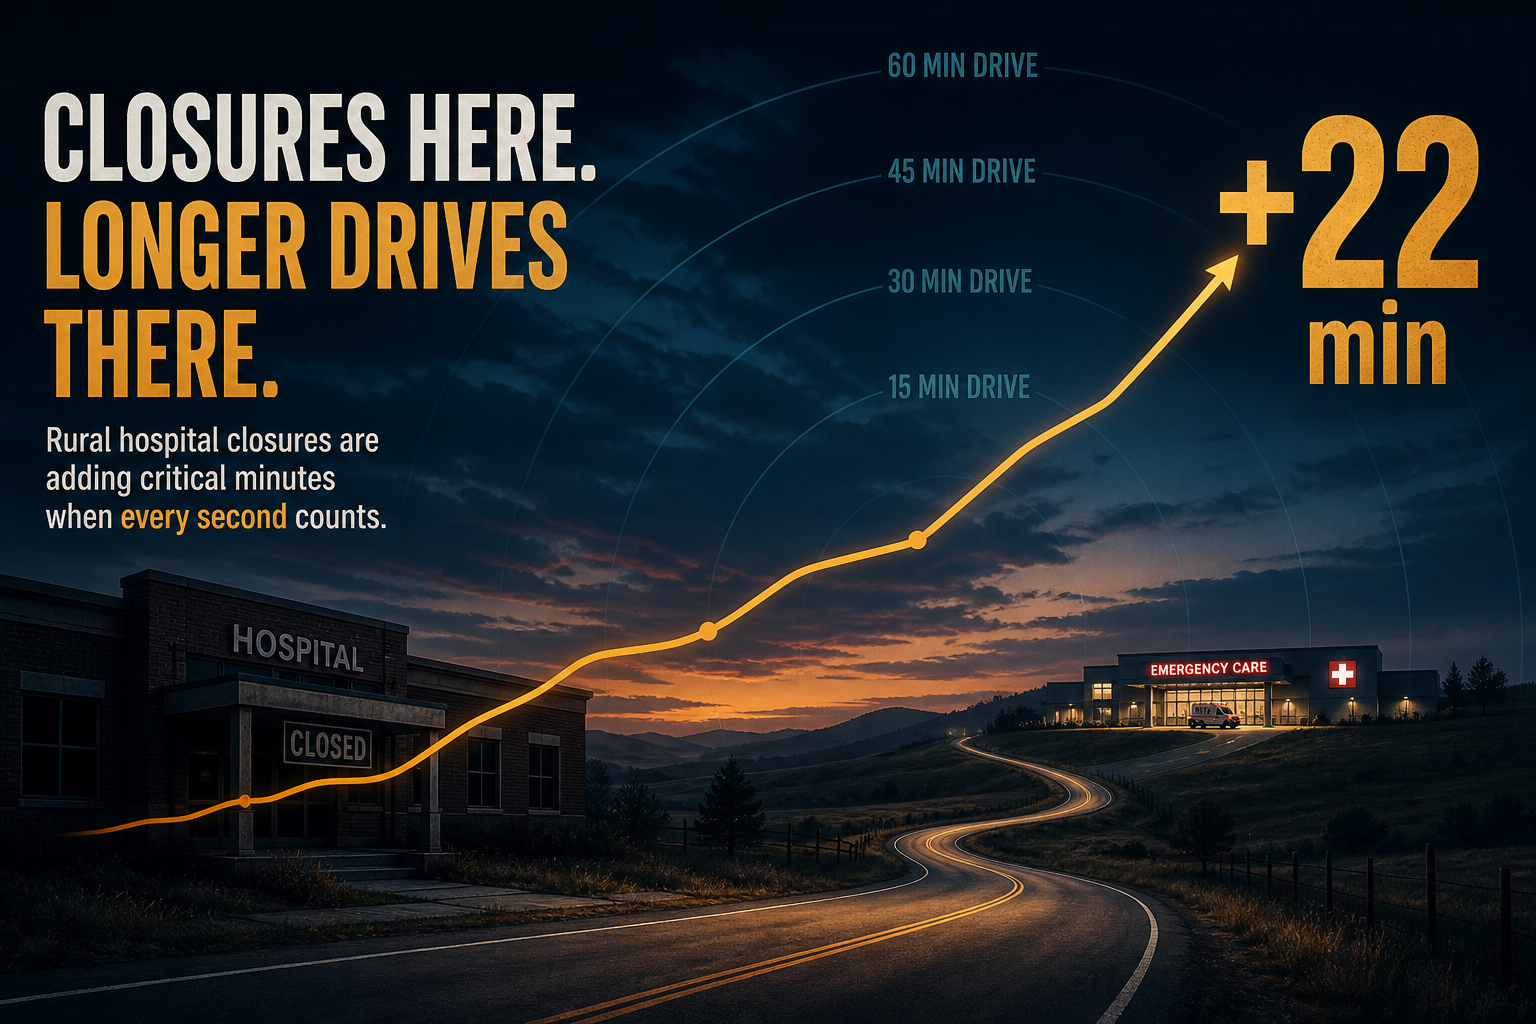 CLOSURES HERE.
LONGER DRIVES
THERE.
Rural hospital closures are
adding critical minutes
when every second counts.
60 MIN DRIVE
45 MIN DRIVE
30 MIN DRIVE
15 MIN DRIVE
+22
min
HOSPITAL
CLOSED
EMERGENCY CARE